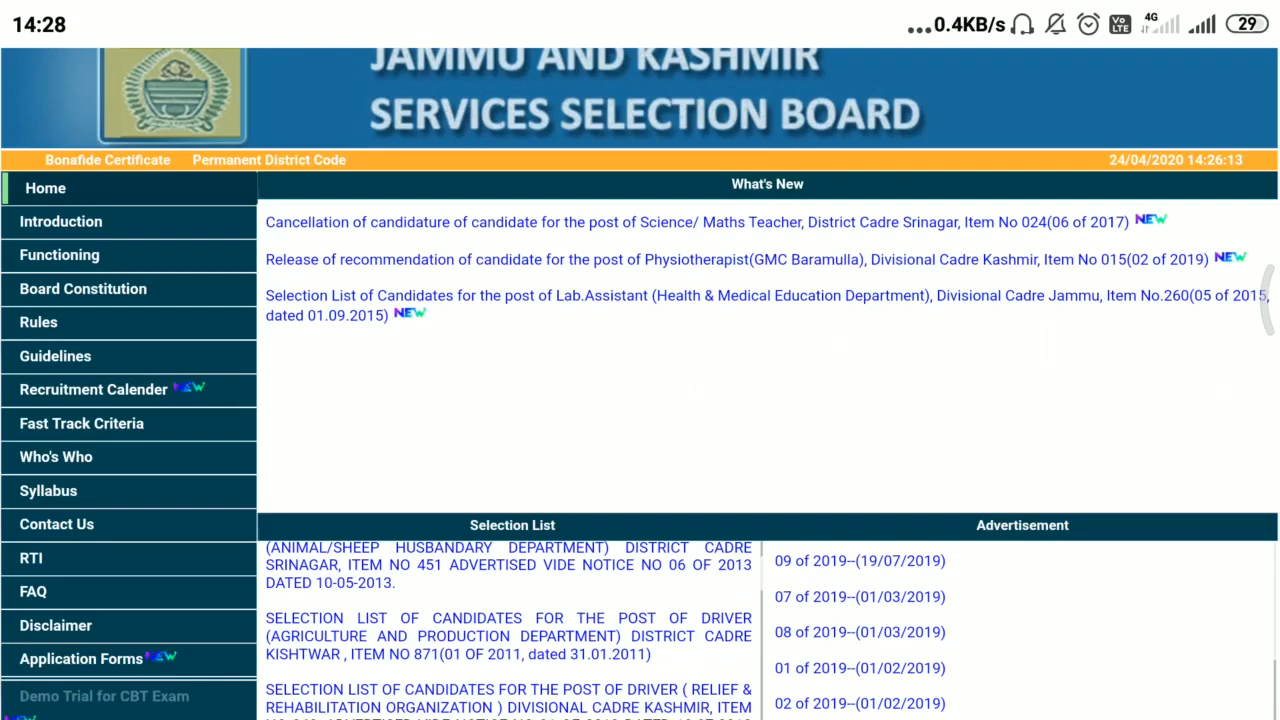 14:28
...0.4KB/s Vo LTE 4G 29
JAMMU AND KASHMIR
SERVICES SELECTION BOARD
Bonafide Certificate Permanent District Code 24/04/2020 14:26:13
Home
Introduction
Functioning
Board Constitution
Rules
Guidelines
Recruitment Calender NEW
Fast Track Criteria
Who's Who
Syllabus
Contact Us
RTI
FAQ
Disclaimer
Application Forms NEW
Demo Trial for CBT Exam
What's New
Cancellation of candidature of candidate for the post of Science/ Maths Teacher, District Cadre Srinagar, Item No 024(06 of 2017) NEW
Release of recommendation of candidate for the post of Physiotherapist(GMC Baramulla), Divisional Cadre Kashmir, Item No 015(02 of 2019) NEW
Selection List of Candidates for the post of Lab.Assistant (Health & Medical Education Department), Divisional Cadre Jammu, Item No.260(05 of 2015,
dated 01.09.2015) NEW
Selection List
(ANIMAL/SHEEP HUSBANDARY DEPARTMENT) DISTRICT CADRE
SRINAGAR, ITEM NO 451 ADVERTISED VIDE NOTICE NO 06 OF 2013
DATED 10-05-2013.
SELECTION LIST OF CANDIDATES FOR THE POST OF DRIVER
(AGRICULTURE AND PRODUCTION DEPARTMENT) DISTRICT CADRE
KISHTWAR , ITEM NO 871(01 OF 2011, dated 31.01.2011)
SELECTION LIST OF CANDIDATES FOR THE POST OF DRIVER ( RELIEF &
REHABILITATION ORGANIZATION ) DIVISIONAL CADRE KASHMIR, ITEM
Advertisement
09 of 2019--(19/07/2019)
07 of 2019--(01/03/2019)
08 of 2019--(01/03/2019)
01 of 2019--(01/02/2019)
02 of 2019--(01/02/2019)